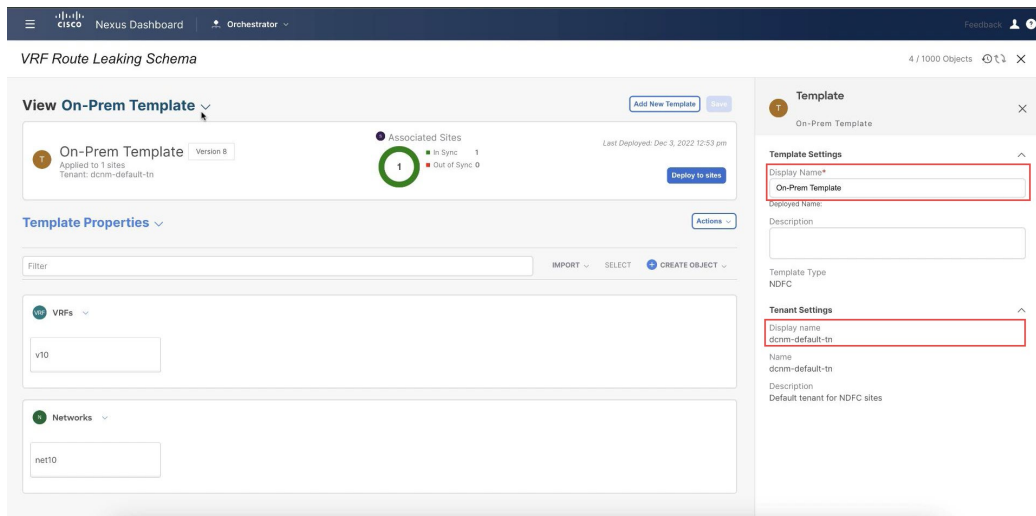 CISCO Nexus Dashboard Orchestrator Feedback
VRF Route Leaking Schema 4 / 1000 Objects
View On-Prem Template Add New Template Save
T On-Prem Template Version 8
Applied to 1 sites
Tenant: dcnm-default-tn
Associated Sites
1 In Sync 1
Out of Sync 0
Last Deployed: Dec 3, 2022 12:53 pm
Deploy to sites
Template Properties Actions
Filter IMPORT SELECT CREATE OBJECT
VRF VRFs
v10
N Networks
net10
T Template
On-Prem Template
Template Settings
Display Name*
On-Prem Template
Deployed Name:
Description
Template Type
NDFC
Tenant Settings
Display name
dcnm-default-tn
Name
dcnm-default-tn
Description
Default tenant for NDFC sites